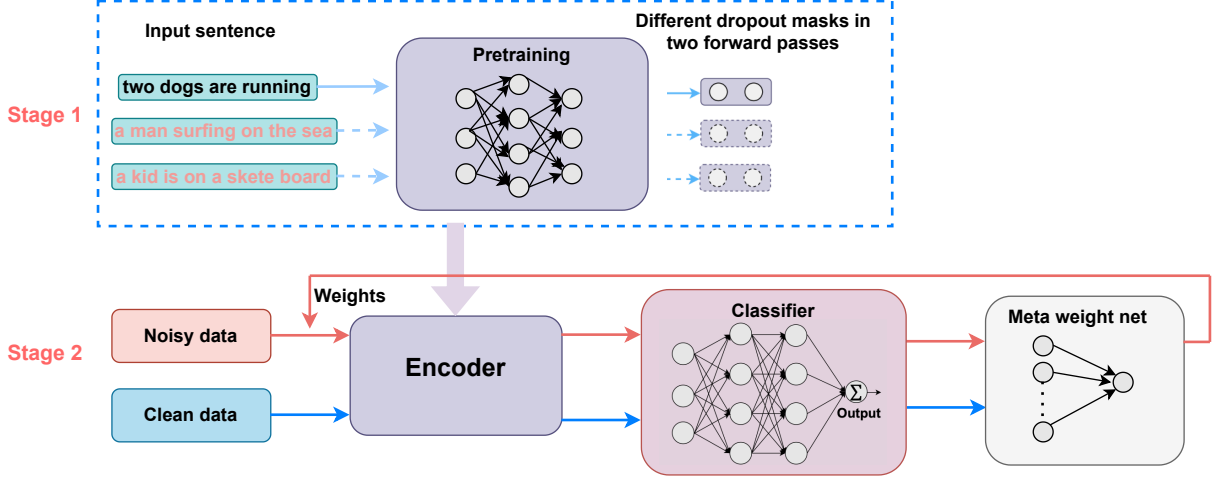 Input sentence
Different dropout masks in
two forward passes
Pretraining
two dogs are running
Stage 1
a man surfing on the sea
a kid is on a skete board
Weights
Classifier
Meta weight net
Noisy data
Stage 2
Encoder
Clean data
Σ
Output